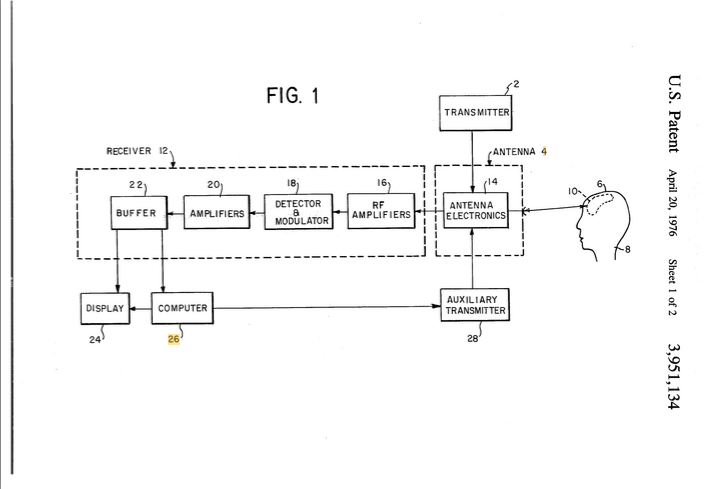 FIG. 1
2
TRANSMITTER
RECEIVER 12
ANTENNA 4
22
BUFFER
20
AMPLIFIERS
18
DETECTOR
&
MODULATOR
16
RF
AMPLIFIERS
14
ANTENNA
ELECTRONICS
10
6
8
DISPLAY
24
COMPUTER
26
AUXILIARY
TRANSMITTER
28
U.S. Patent April 20, 1976 Sheet 1 of 2 3,951,134